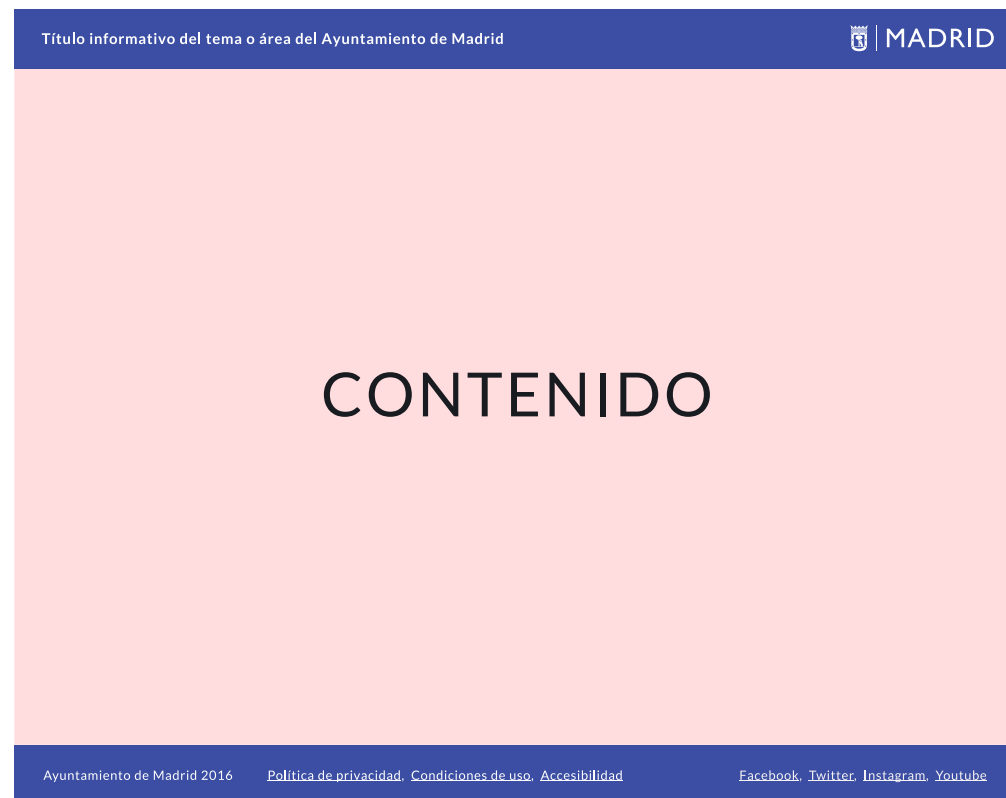 Título informativo del tema o área del Ayuntamiento de Madrid
MADRID
CONTENIDO
Ayuntamiento de Madrid 2016 Política de privacidad, Condiciones de uso, Accesibilidad Facebook, Twitter, Instagram, Youtube